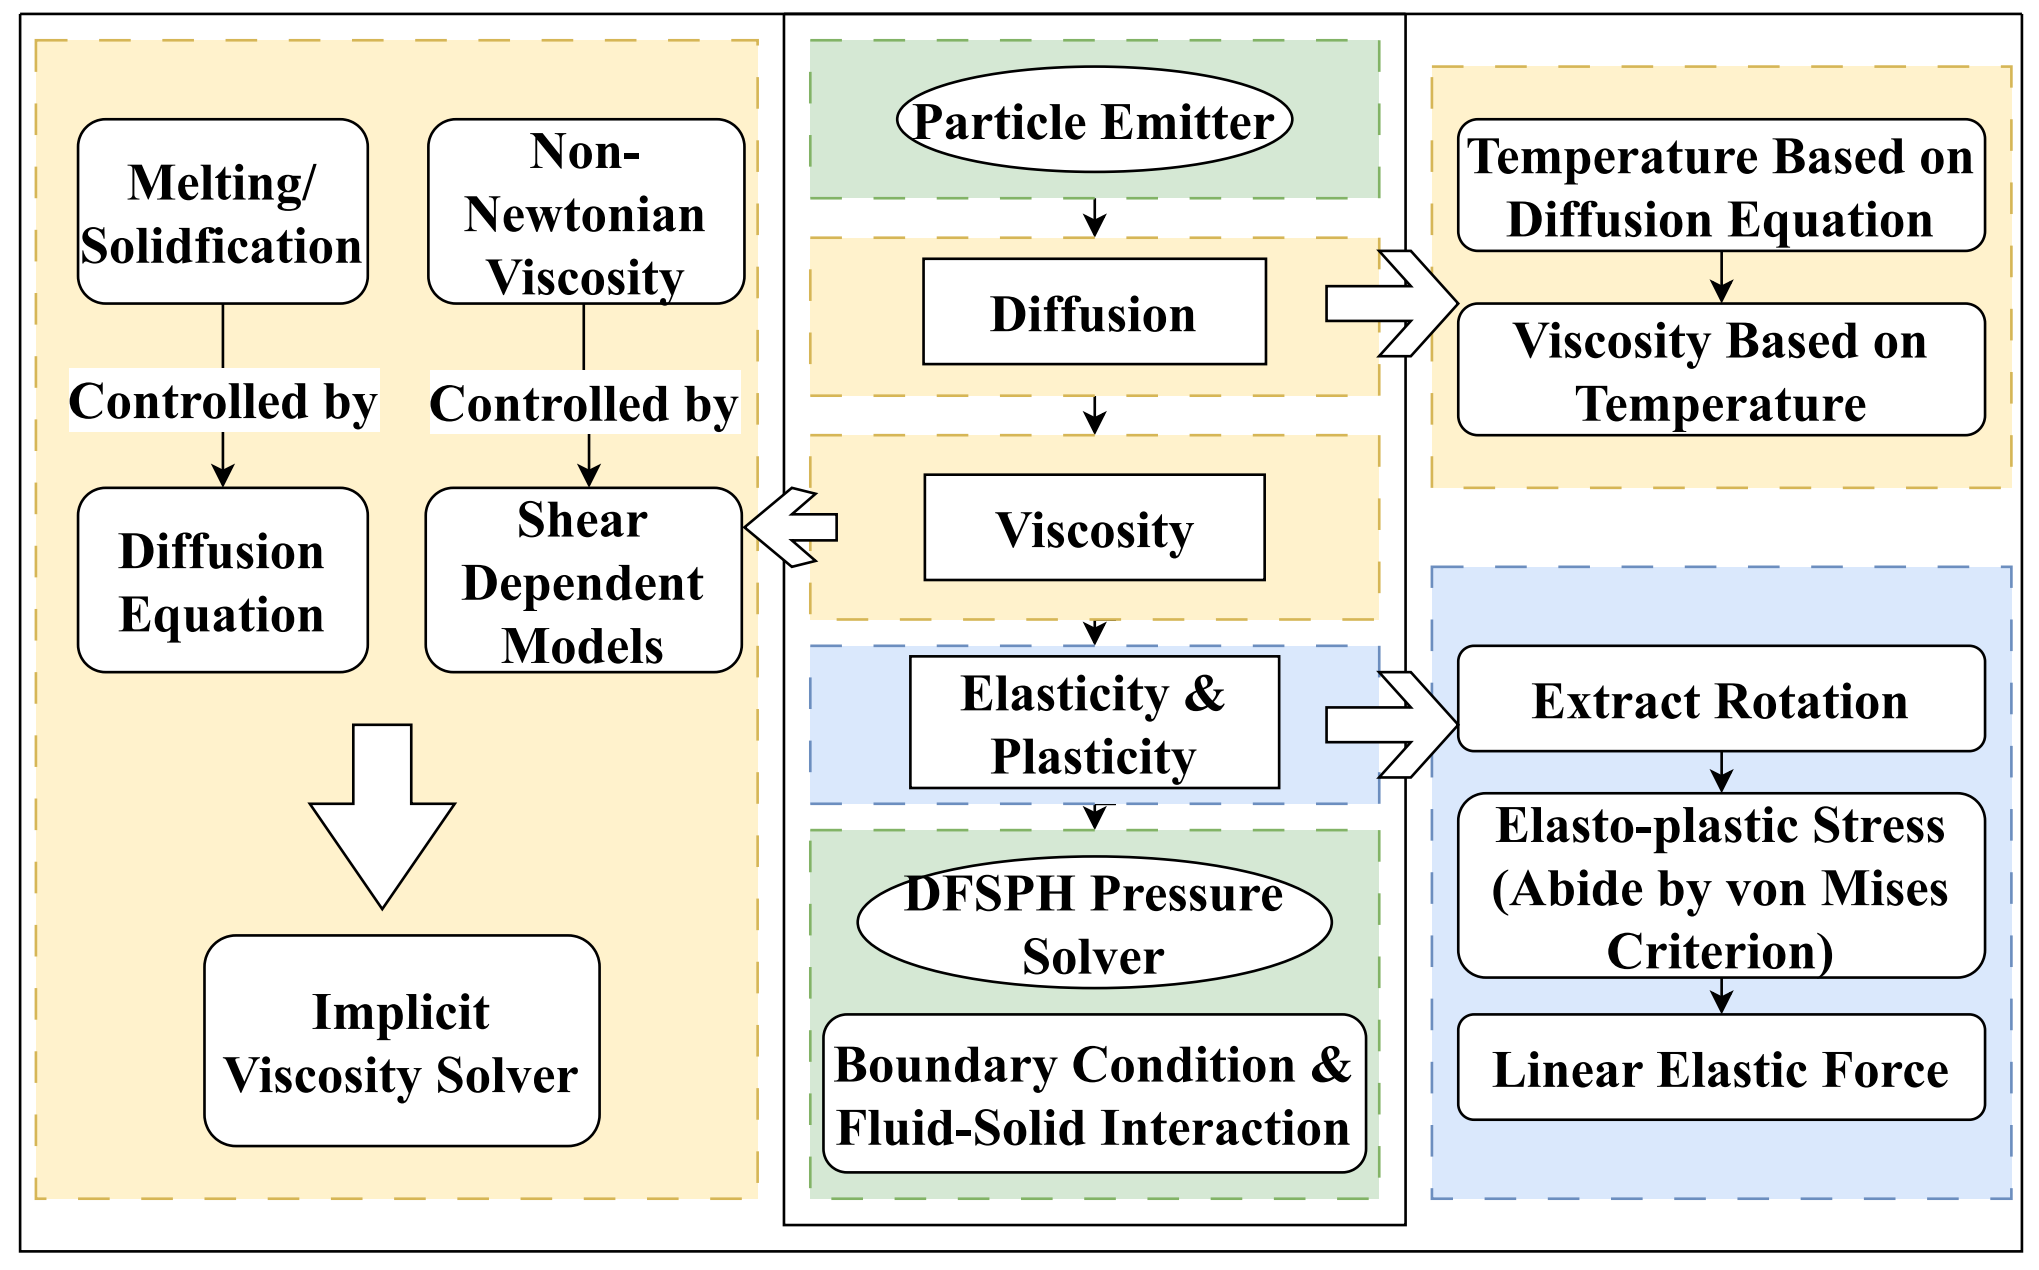 Melting/
Solidfication
Controlled by
Diffusion
Equation
Non-
Newtonian
Viscosity
Controlled by
Shear
Dependent
Models
Implicit
Viscosity Solver
Particle Emitter
Diffusion
Viscosity
Elasticity &
Plasticity
DFSPH Pressure
Solver
Boundary Condition &
Fluid-Solid Interaction
Temperature Based on
Diffusion Equation
Viscosity Based on
Temperature
Extract Rotation
Elasto-plastic Stress
(Abide by von Mises
Criterion)
Linear Elastic Force